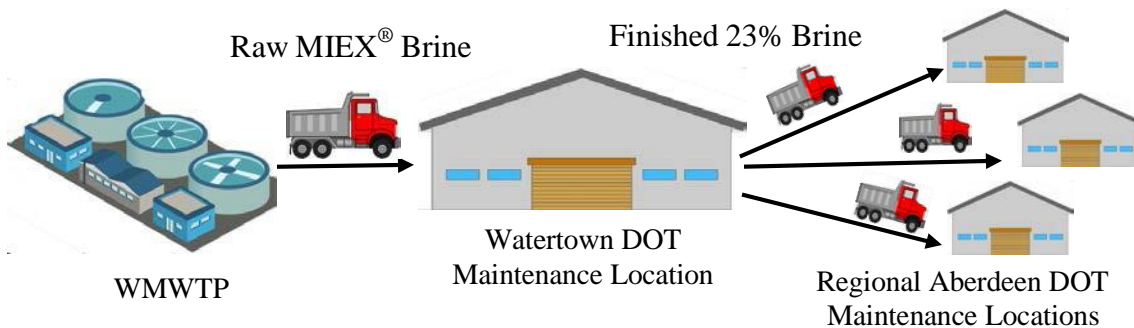 Raw MIEX® Brine
Finished 23% Brine
WMWTP
Watertown DOT
Maintenance Location
Regional Aberdeen DOT
Maintenance Locations